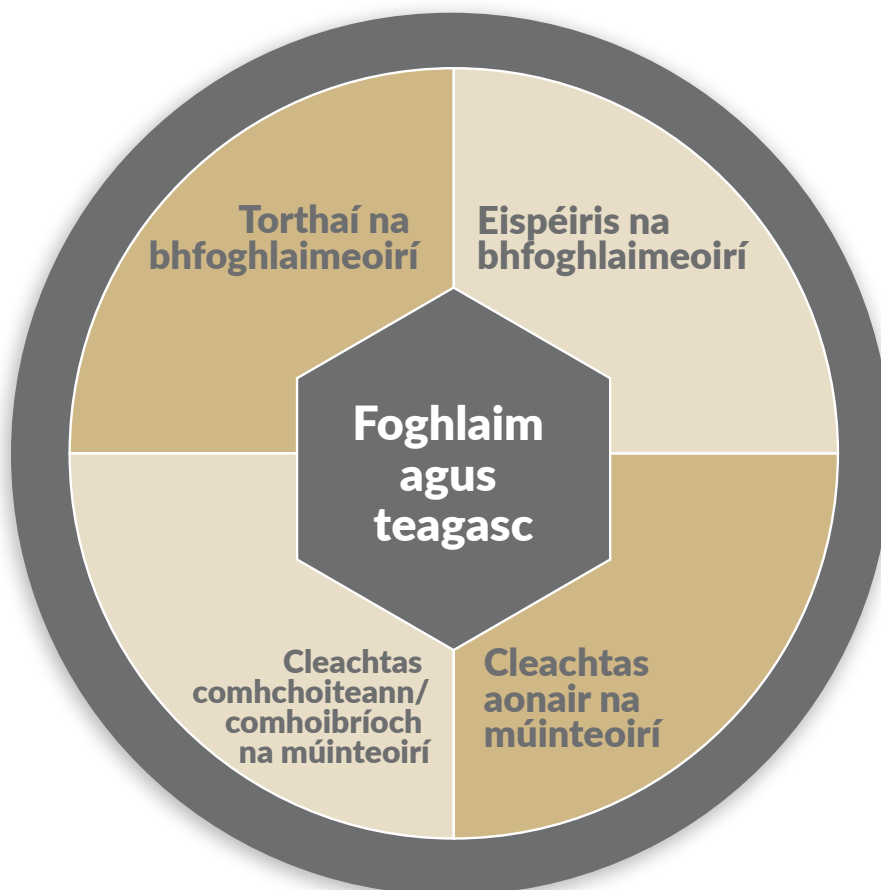 Torthaí na
bhfoghlaimeoirí
Eispéiris na
bhfoghlaimeoirí
Foghlaim
agus
teagasc
Cleachtas
comhchoiteann/
comhoibríoch
na múinteoirí
Cleachtas
aonair na
múinteoirí